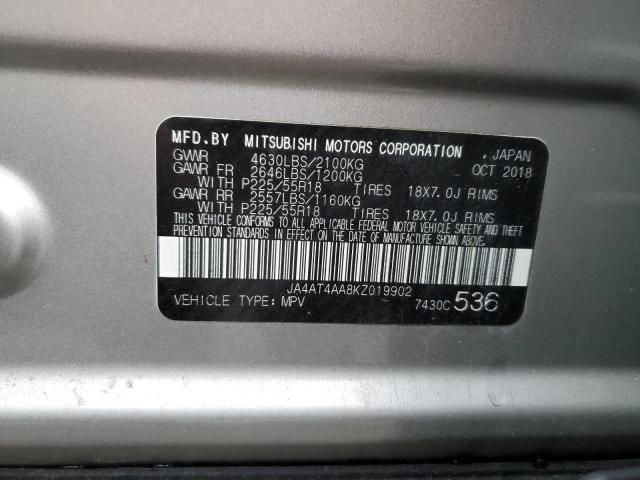 MFD.BY MITSUBISHI MOTORS CORPORATION , JAPAN
GVWR 4630LBS/2100KG OCT 2018
GAWR FR 2646LBS/1200KG
WITH P225/55R18 TIRES 18X7.0J RIMS
GAWR RR 2557LBS/1160KG
WITH P225/55R18 TIRES 18X7.0J RIMS
THIS VEHICLE CONFORMS TO ALL APPLICABLE FEDERAL MOTOR VEHICLE SAFETY AND THEFT
PREVENTION STANDARDS IN EFFECT ON THE DATE OF MANUFACTURE SHOWN ABOVE.
JA4AT4AA8KZ019902
VEHICLE TYPE: MPV 7430C 536